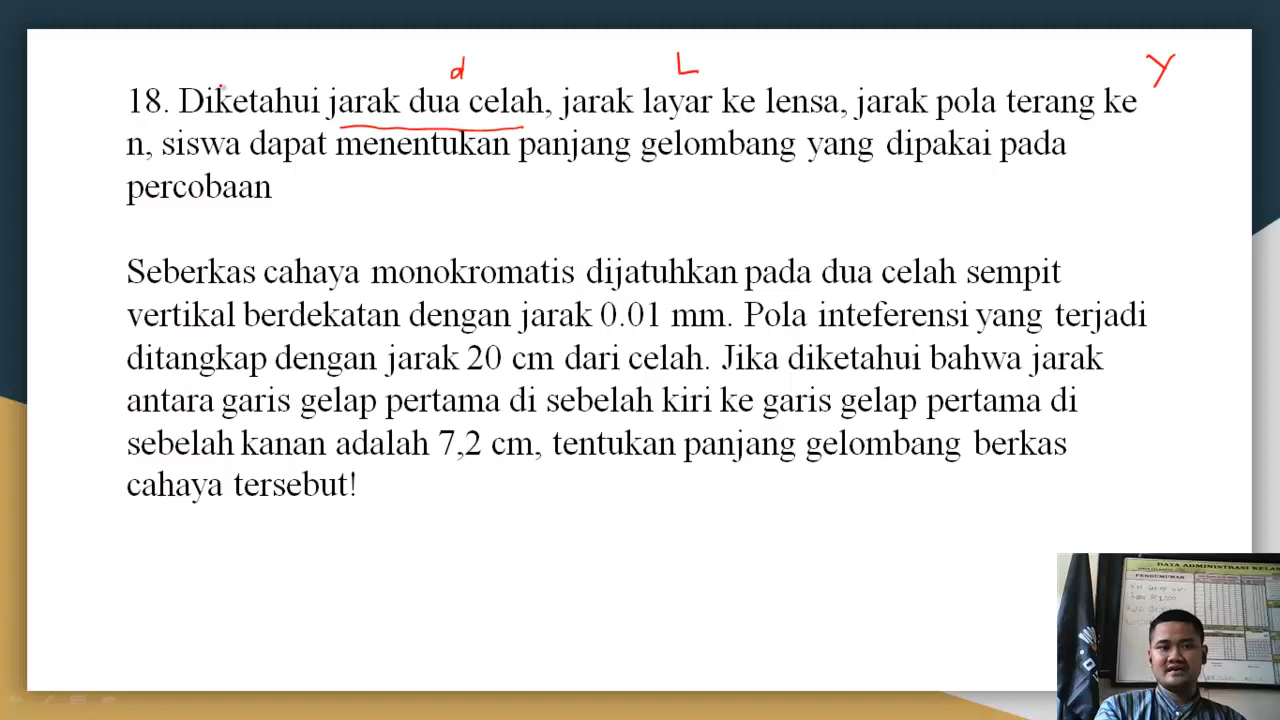 d L Y
18. Diketahui jarak dua celah, jarak layar ke lensa, jarak pola terang ke
n, siswa dapat menentukan panjang gelombang yang dipakai pada
percobaan
Seberkas cahaya monokromatis dijatuhkan pada dua celah sempit
vertikal berdekatan dengan jarak 0.01 mm. Pola inteferensi yang terjadi
ditangkap dengan jarak 20 cm dari celah. Jika diketahui bahwa jarak
antara garis gelap pertama di sebelah kiri ke garis gelap pertama di
sebelah kanan adalah 7,2 cm, tentukan panjang gelombang berkas
cahaya tersebut!
DATA ADMINISTRASI KELAS
PENGUMUMAN